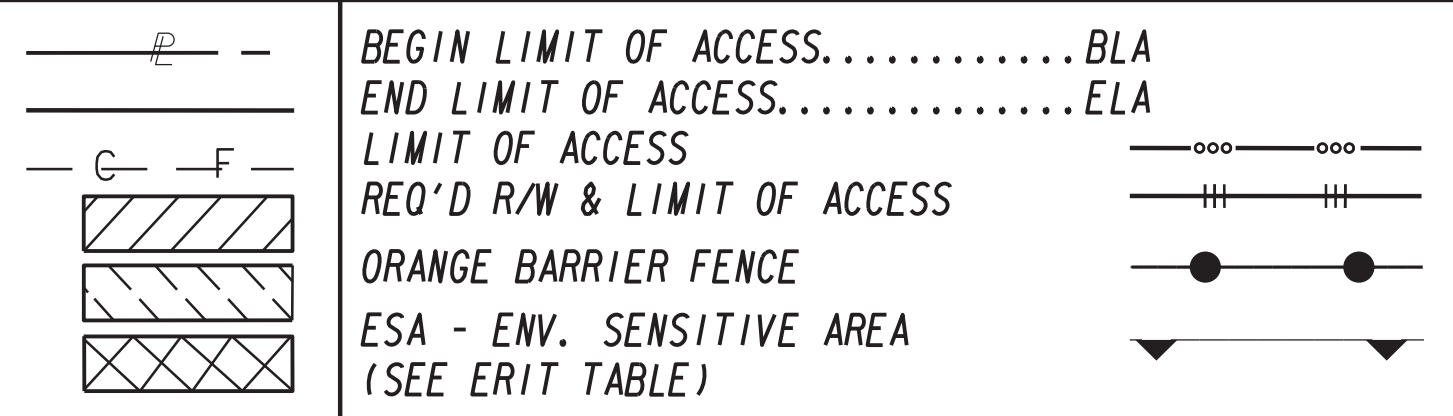 PL
C F
BEGIN LIMIT OF ACCESS............BLA
END LIMIT OF ACCESS..............ELA
LIMIT OF ACCESS
REQ'D R/W & LIMIT OF ACCESS
ORANGE BARRIER FENCE
ESA - ENV. SENSITIVE AREA
(SEE ERIT TABLE)